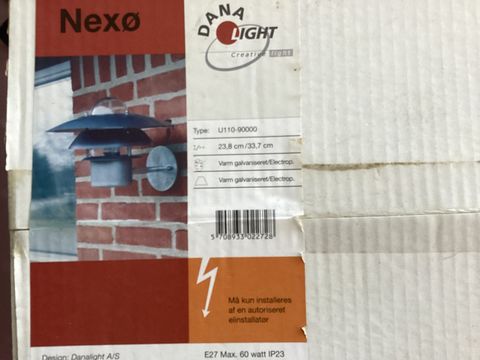 Nexø
DANA
LIGHT
Creative light
Type: U110-90000
23,8 cm/33,7 cm
Varm galvaniseret/Electrop.
Varm galvaniseret/Electrop.
5 708933 022728
Må kun installeres
af en autoriseret
elinstallatør
Design: Danalight A/S
E27 Max. 60 watt IP23